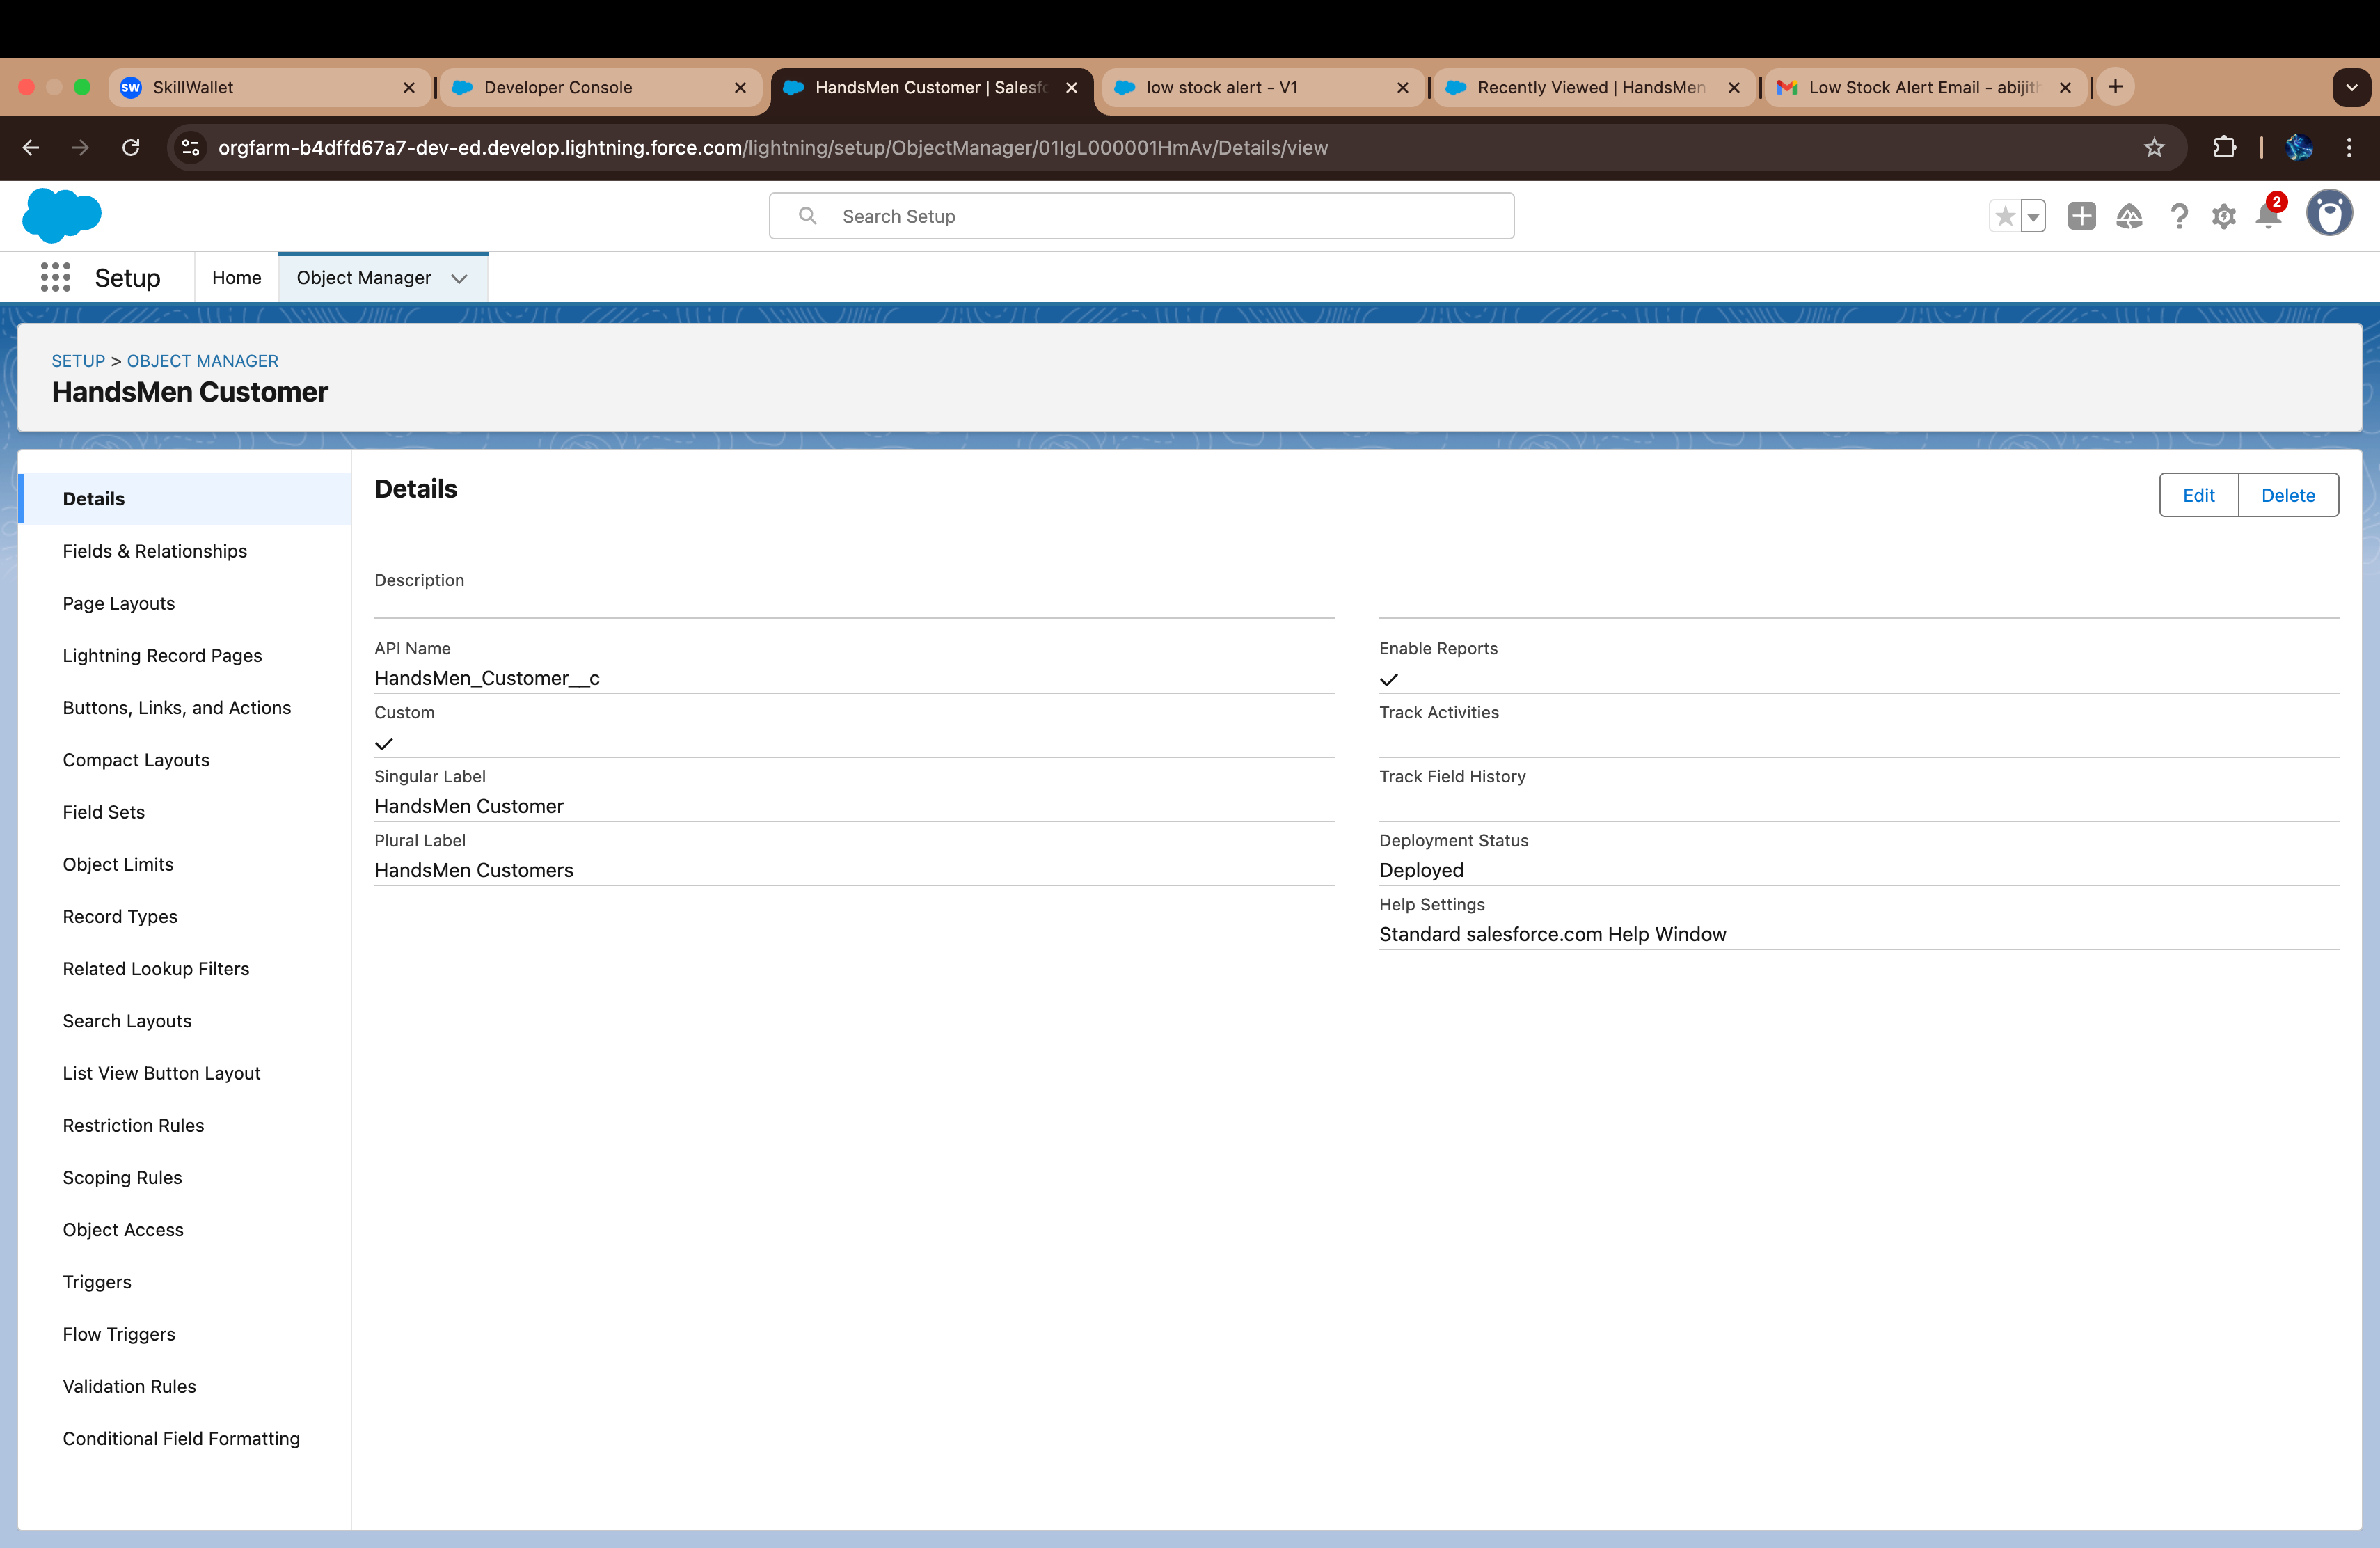 SW SkillWallet
Developer Console
HandsMen Customer | Salesfo
low stock alert - V1
Recently Viewed | HandsMen
Low Stock Alert Email - abijith
orgfarm-b4dffd67a7-dev-ed.develop.lightning.force.com/lightning/setup/ObjectManager/01IgL000001HmAv/Details/view
Search Setup
2
Setup
Home
Object Manager
SETUP > OBJECT MANAGER
HandsMen Customer
Details
Fields & Relationships
Page Layouts
Lightning Record Pages
Buttons, Links, and Actions
Compact Layouts
Field Sets
Object Limits
Record Types
Related Lookup Filters
Search Layouts
List View Button Layout
Restriction Rules
Scoping Rules
Object Access
Triggers
Flow Triggers
Validation Rules
Conditional Field Formatting
Details
Edit
Delete
Description
API Name
HandsMen_Customer__c
Custom
Singular Label
HandsMen Customer
Plural Label
HandsMen Customers
Enable Reports
Track Activities
Track Field History
Deployment Status
Deployed
Help Settings
Standard salesforce.com Help Window